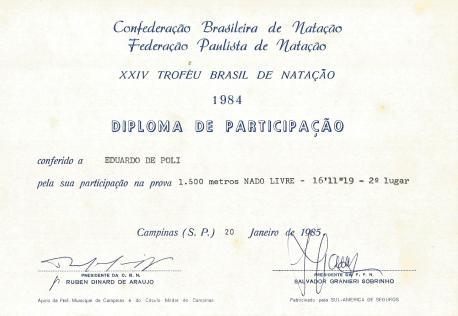 Confederação Brasileira de Natação
Federação Paulista de Natação
XXIV TROFÉU BRASIL DE NATAÇÃO
1984
DIPLOMA DE PARTICIPAÇÃO
conferido a EDUARDO DE POLI
pela sua participação na prova 1.500 metros NADO LIVRE - 16'11"19 - 2º lugar
Campinas (S. P.) 20 Janeiro de 1985
PRESIDENTE DA C. B. N. PRESIDENTE DA F. P. N.
RUBEN DINARD DE ARAUJO SALVADOR GRANIERI SOBRINHO
Apoio da Pref. Municipal de Campinas e do Círculo Militar de Campinas Patrocinado pela SUL-AMERICA DE SEGUROS